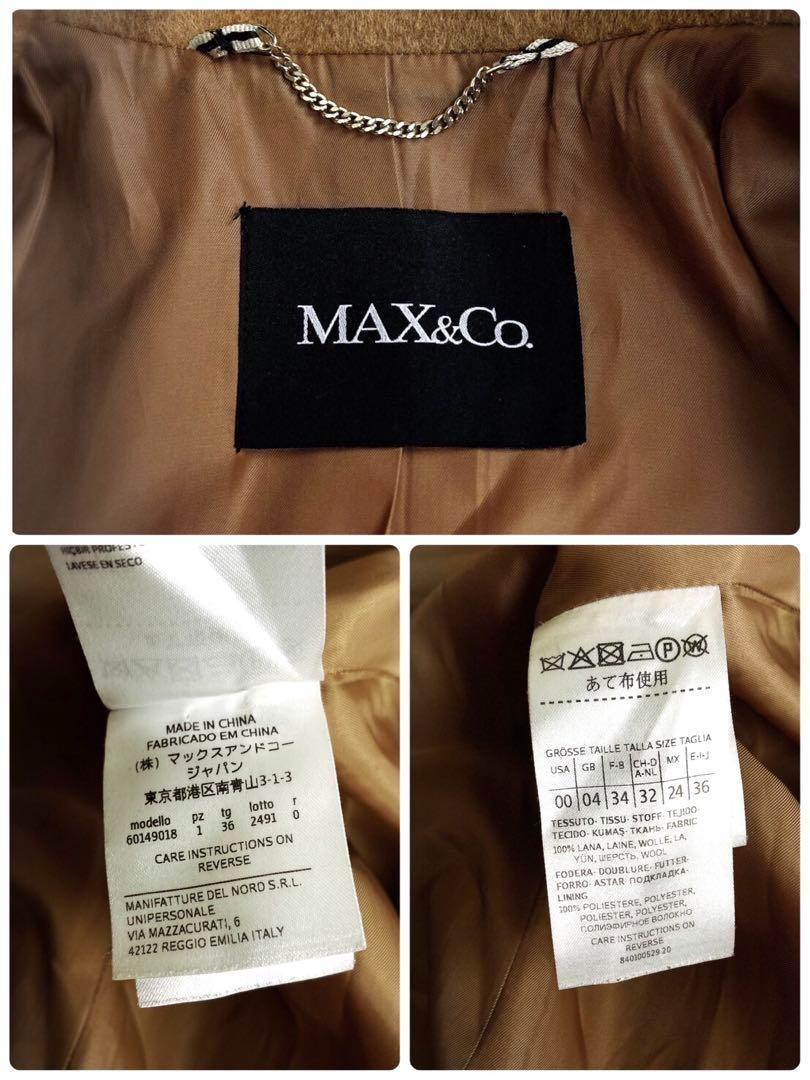 MAX&Co.
LAVESE EN SECO
MADE IN CHINA
FABRICADO EM CHINA
(株) マックスアンドコー
ジャパン
東京都港区南青山3-1-3
modello pz tg lotto r
60149018 1 36 2491 0
CARE INSTRUCTIONS ON
REVERSE
MANIFATTURE DEL NORD S.R.L.
UNIPERSONALE
VIA MAZZACURATI, 6
42122 REGGIO EMILIA ITALY
P W
あて布使用
GRÖSSE TAILLE TALLA SIZE TAGLIA
USA GB F-B CH-D A-NL MX E-I-J
00 04 34 32 24 36
TESSUTO- TISSU- STOFF- TEJIDO-
TECIDO- KUMAŞ- ТКАНЬ- FABRIC
100% LANA, LAINE, WOLLE, LA,
YÜN, ШЕРСТЬ, WOOL
FODERA- DOUBLURE- FUTTER-
FORRO- ASTAR- ПОДКЛАДКА-
LINING
100% POLIESTERE, POLYESTER,
POLIESTER, POLYESTER,
ПОЛИЭФИРНОЕ ВОЛОКНО
CARE INSTRUCTIONS ON
REVERSE
840100529 20